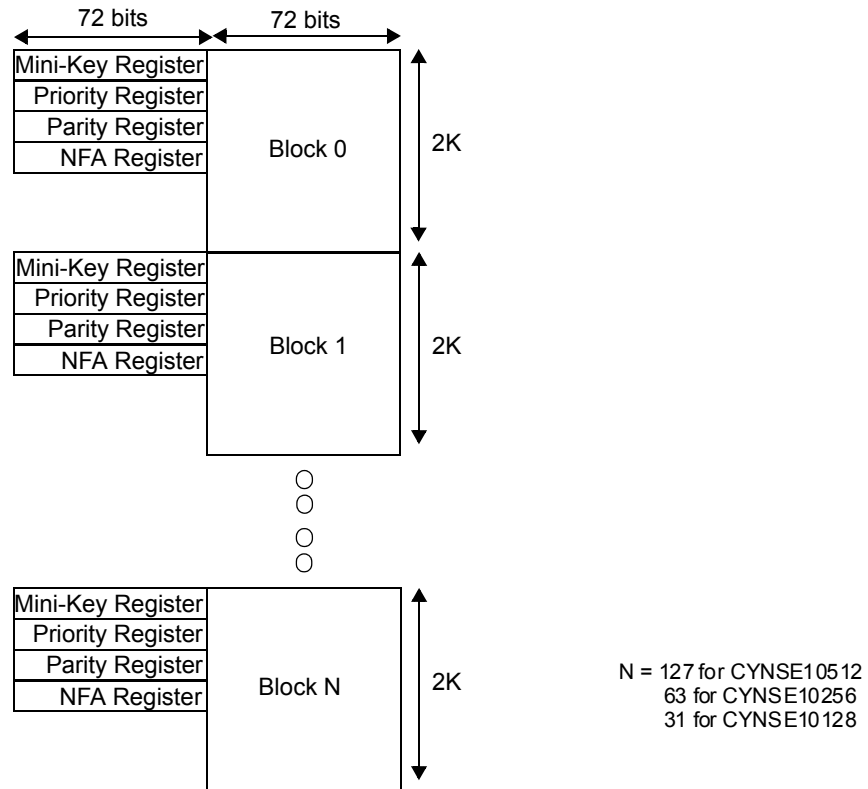 72 bits 72 bits
Mini-Key Register
Priority Register
Parity Register
NFA Register
Block 0
2K
Mini-Key Register
Priority Register
Parity Register
NFA Register
Block 1
2K
Mini-Key Register
Priority Register
Parity Register
NFA Register
Block N
2K
N = 127 for CYNSE10512
63 for CYNSE10256
31 for CYNSE10128